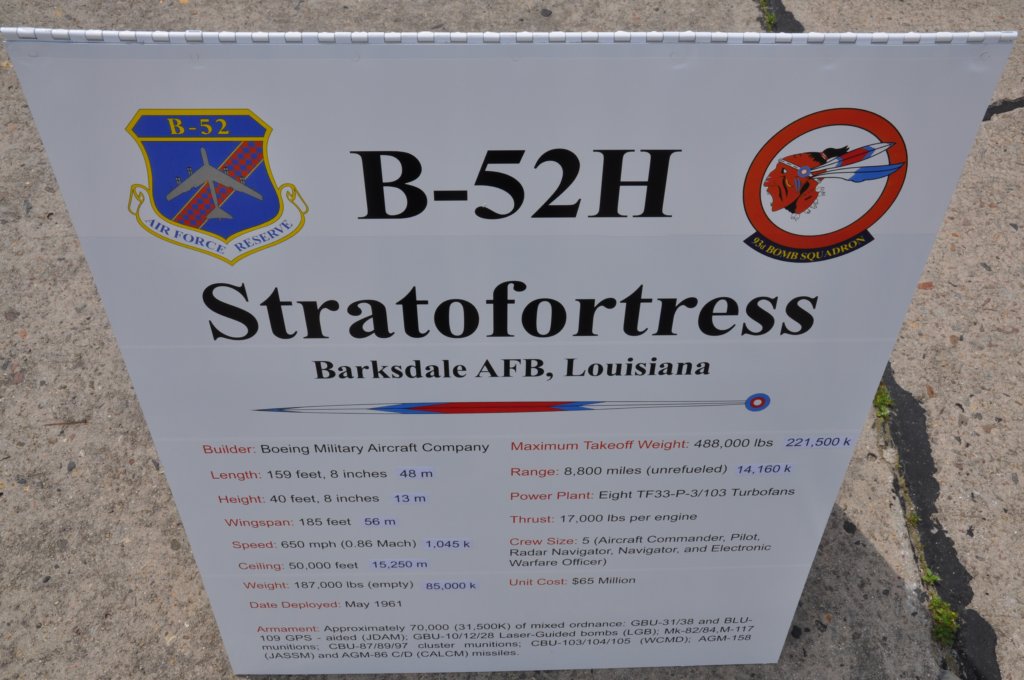 B-52
AIR FORCE RESERVE
B-52H
93d BOMB SQUADRON
Stratofortress
Barksdale AFB, Louisiana
Builder: Boeing Military Aircraft Company
Length: 159 feet, 8 inches 48 m
Height: 40 feet, 8 inches 13 m
Wingspan: 185 feet 56 m
Speed: 650 mph (0.86 Mach) 1,045 k
Ceiling: 50,000 feet 15,250 m
Weight: 187,000 lbs (empty) 85,000 k
Date Deployed: May 1961
Maximum Takeoff Weight: 488,000 lbs 221,500 k
Range: 8,800 miles (unrefueled) 14,160 k
Power Plant: Eight TF33-P-3/103 Turbofans
Thrust: 17,000 lbs per engine
Crew Size: 5 (Aircraft Commander, Pilot,
Radar Navigator, Navigator, and Electronic
Warfare Officer)
Unit Cost: $65 Million
Armament: Approximately 70,000 (31,500K) of mixed ordnance: GBU-31/38 and BLU-
109 GPS - aided (JDAM); GBU-10/12/28 Laser-Guided bombs (LGB); Mk-82/84,M-117
munitions; CBU-87/89/97 cluster munitions; CBU-103/104/105 (WCMD); AGM-158
(JASSM) and AGM-86 C/D (CALCM) missiles.